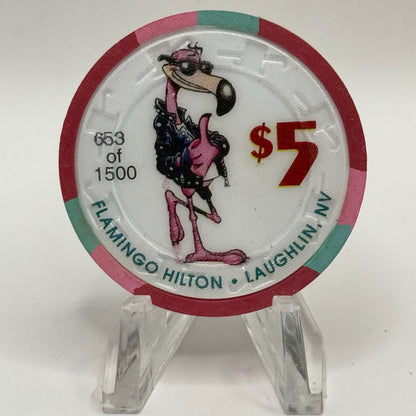 653
of
1500
$5
FLAMINGO HILTON • LAUGHLIN, NV